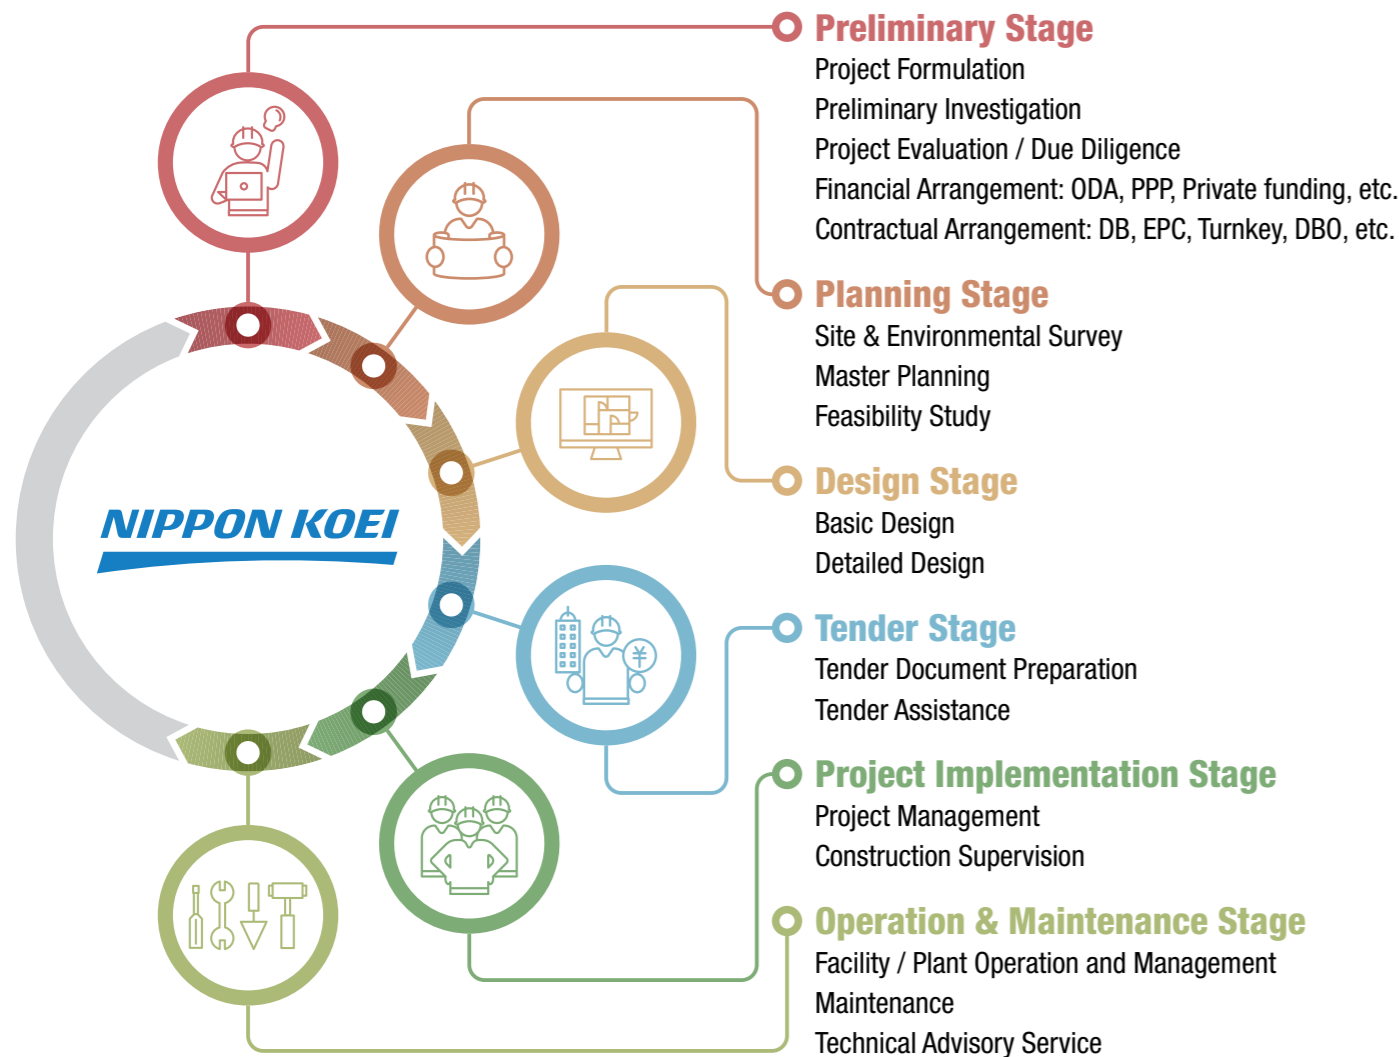 Preliminary Stage
Project Formulation
Preliminary Investigation
Project Evaluation / Due Diligence
Financial Arrangement: ODA, PPP, Private funding, etc.
Contractual Arrangement: DB, EPC, Turnkey, DBO, etc.
Planning Stage
Site & Environmental Survey
Master Planning
Feasibility Study
Design Stage
Basic Design
Detailed Design
NIPPON KOEI
Tender Stage
Tender Document Preparation
Tender Assistance
¥
Project Implementation Stage
Project Management
Construction Supervision
Operation & Maintenance Stage
Facility / Plant Operation and Management
Maintenance
Technical Advisory Service